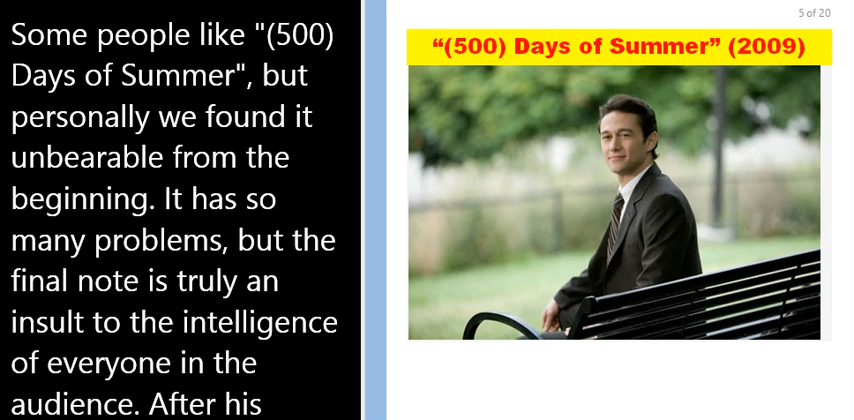 Some people like "(500)
Days of Summer", but
personally we found it
unbearable from the
beginning. It has so
many problems, but the
final note is truly an
insult to the intelligence
of everyone in the
audience. After his
5 of 20
“(500) Days of Summer” (2009)